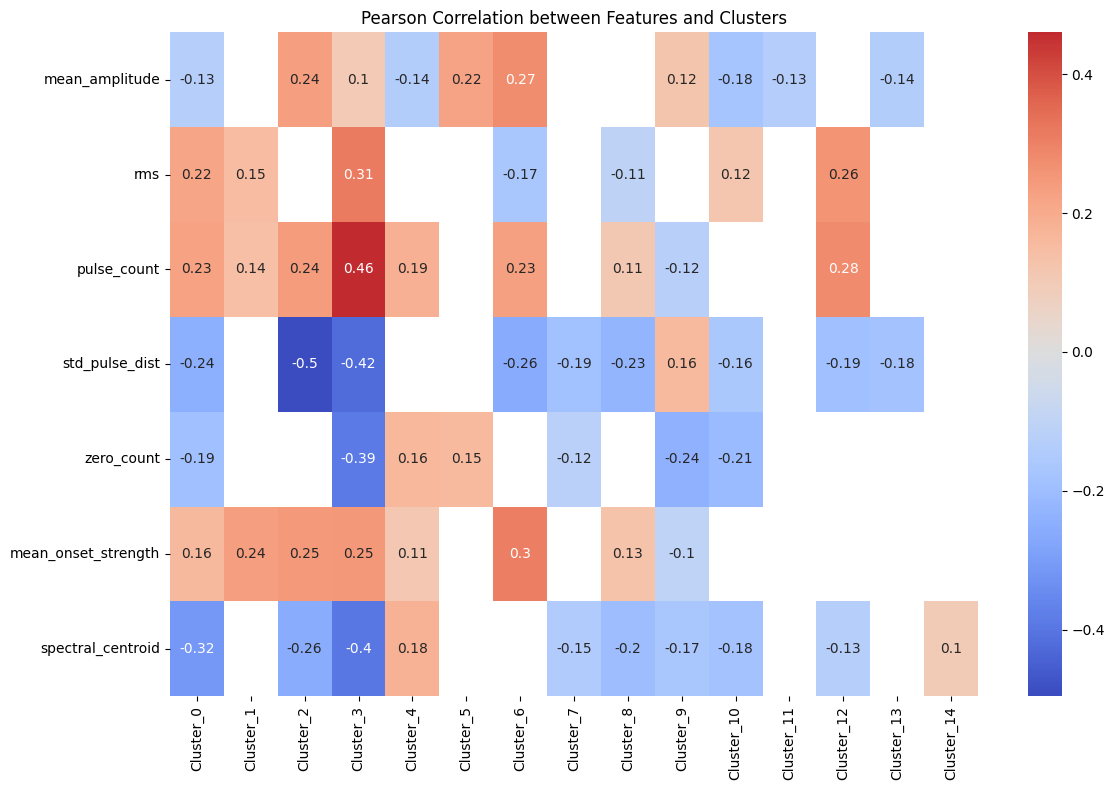 Pearson Correlation between Features and Clusters
mean_amplitude -0.13 0.24 0.1 -0.14 0.22 0.27 0.12 -0.18 -0.13 -0.14
rms 0.22 0.15 0.31 -0.17 -0.11 0.12 0.26
pulse_count 0.23 0.14 0.24 0.46 0.19 0.23 0.11 -0.12 0.28
std_pulse_dist -0.24 -0.5 -0.42 -0.26 -0.19 -0.23 0.16 -0.16 -0.19 -0.18
zero_count -0.19 -0.39 0.16 0.15 -0.12 -0.24 -0.21
mean_onset_strength 0.16 0.24 0.25 0.25 0.11 0.3 0.13 -0.1
spectral_centroid -0.32 -0.26 -0.4 0.18 -0.15 -0.2 -0.17 -0.18 -0.13 0.1
Cluster_0
Cluster_1
Cluster_2
Cluster_3
Cluster_4
Cluster_5
Cluster_6
Cluster_7
Cluster_8
Cluster_9
Cluster_10
Cluster_11
Cluster_12
Cluster_13
Cluster_14
0.4
0.2
0.0
−0.2
−0.4